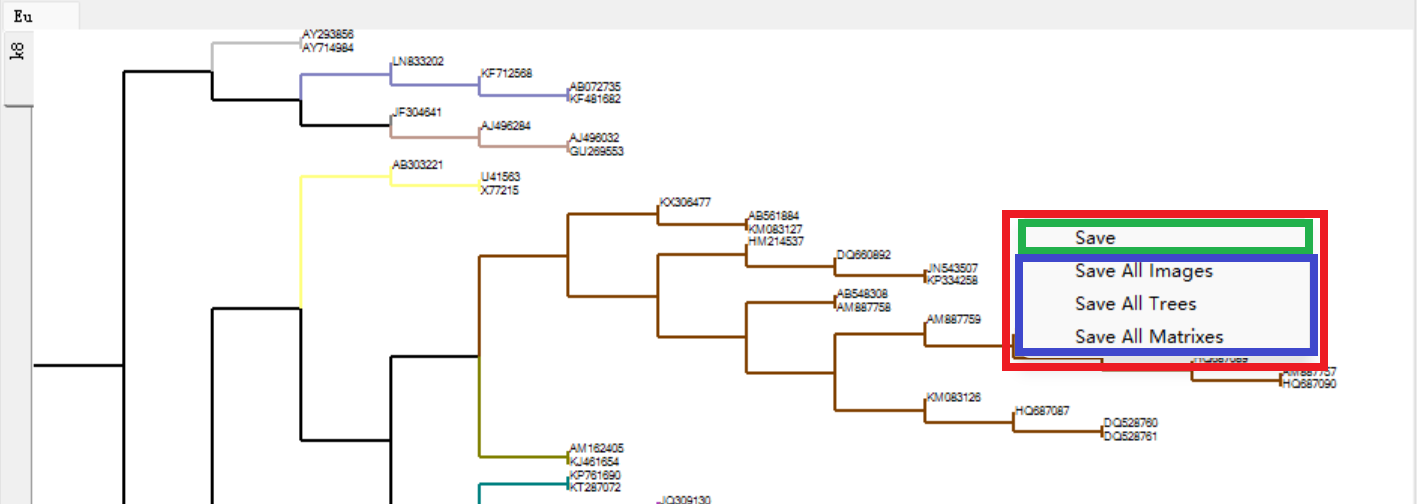 Eu
k8
AY293856
AY714984
LN833202
KF712568
AB072735
KF481682
JF304641
AJ496284
AJ496032
GU269553
AB303221
U41563
X77215
KX306477
AB561884
KM083127
HM214537
DQ660892
JN543507
KP334258
AB548308
AM887758
AM887759
Save
Save All Images
Save All Trees
Save All Matrixes
HQ687089
AM887757
HQ687090
KM083126
HQ687087
DQ528760
DQ528761
AM162405
KJ461654
KP761690
KT287072
JQ309130